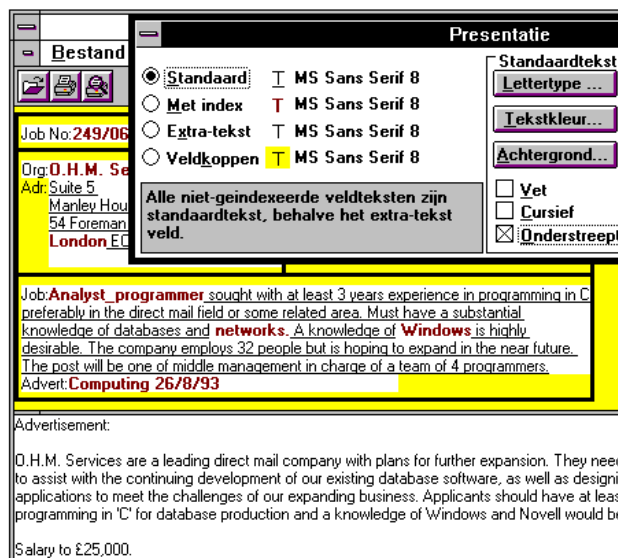 Presentatie
Bestand
Standaard T MS Sans Serif 8
Met index T MS Sans Serif 8
Extra-tekst T MS Sans Serif 8
Veldkoppen T MS Sans Serif 8
Alle niet-geindexeerde veldteksten zijn
standaardtekst, behalve het extra-tekst
veld.
Standaardtekst
Lettertype ...
Tekstkleur...
Achtergrond...
Vet
Cursief
Onderstreept
Job No:249/06
Org:O.H.M. Se
Adr:Suite 5
Manley Hou
54 Foreman
London EC
Job:Analyst_programmer sought with at least 3 years experience in programming in C
preferably in the direct mail field or some related area. Must have a substantial
knowledge of databases and networks. A knowledge of Windows is highly
desirable. The company employs 32 people but is hoping to expand in the near future.
The post will be one of middle management in charge of a team of 4 programmers.
Advert:Computing 26/8/93
Advertisement:
O.H.M. Services are a leading direct mail company with plans for further expansion. They nee
to assist with the continuing development of our existing database software, as well as designi
applications to meet the challenges of our expanding business. Applicants should have at leas
programming in 'C' for database production and a knowledge of Windows and Novell would be
Salary to £25,000.